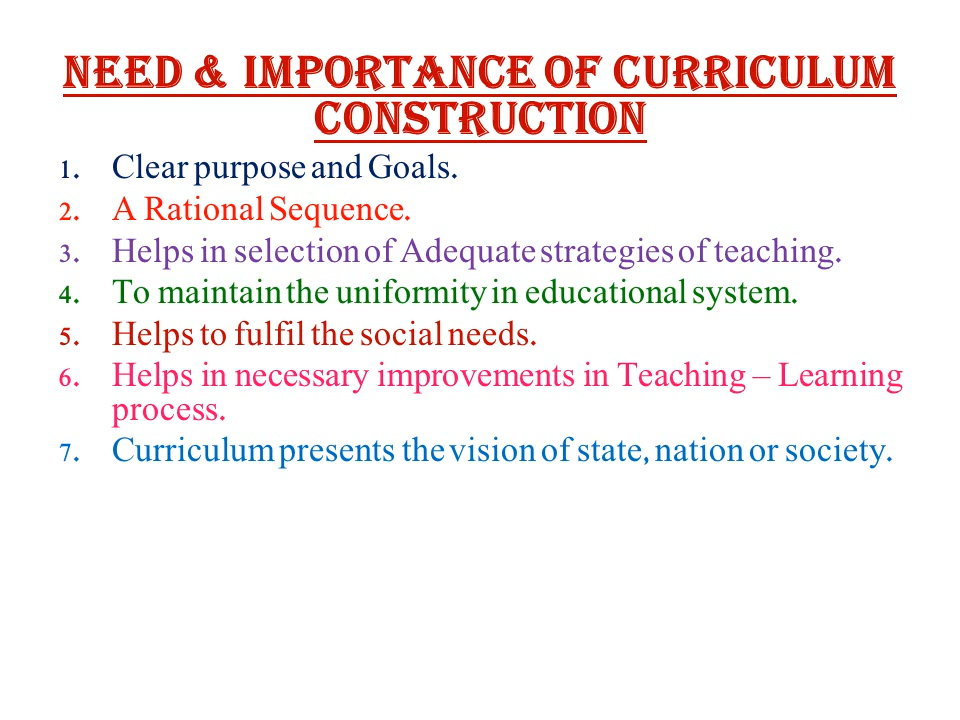 NEED & IMPORTANCE OF CURRICULUM
CONSTRUCTION
1. Clear purpose and Goals.
2. A Rational Sequence.
3. Helps in selection of Adequate strategies of teaching.
4. To maintain the uniformity in educational system.
5. Helps to fulfil the social needs.
6. Helps in necessary improvements in Teaching – Learning
process.
7. Curriculum presents the vision of state, nation or society.